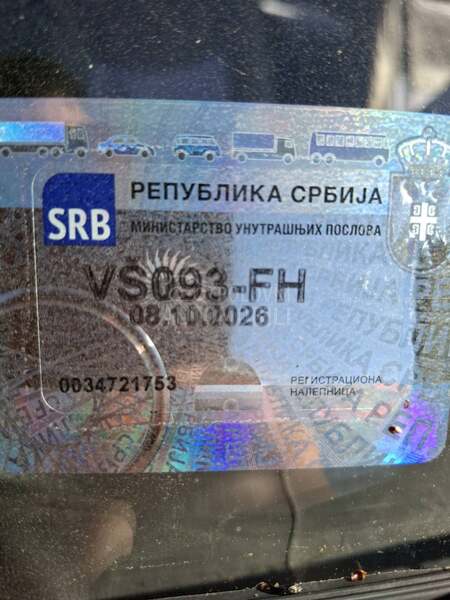 SRB
РЕПУБЛИКА СРБИЈА
МИНИСТАРСТВО УНУТРАШЊИХ ПОСЛОВА
VS093-FH
08.10.2026
0034721753
РЕГИСТРАЦИОНА
НАЛЕПНИЦА